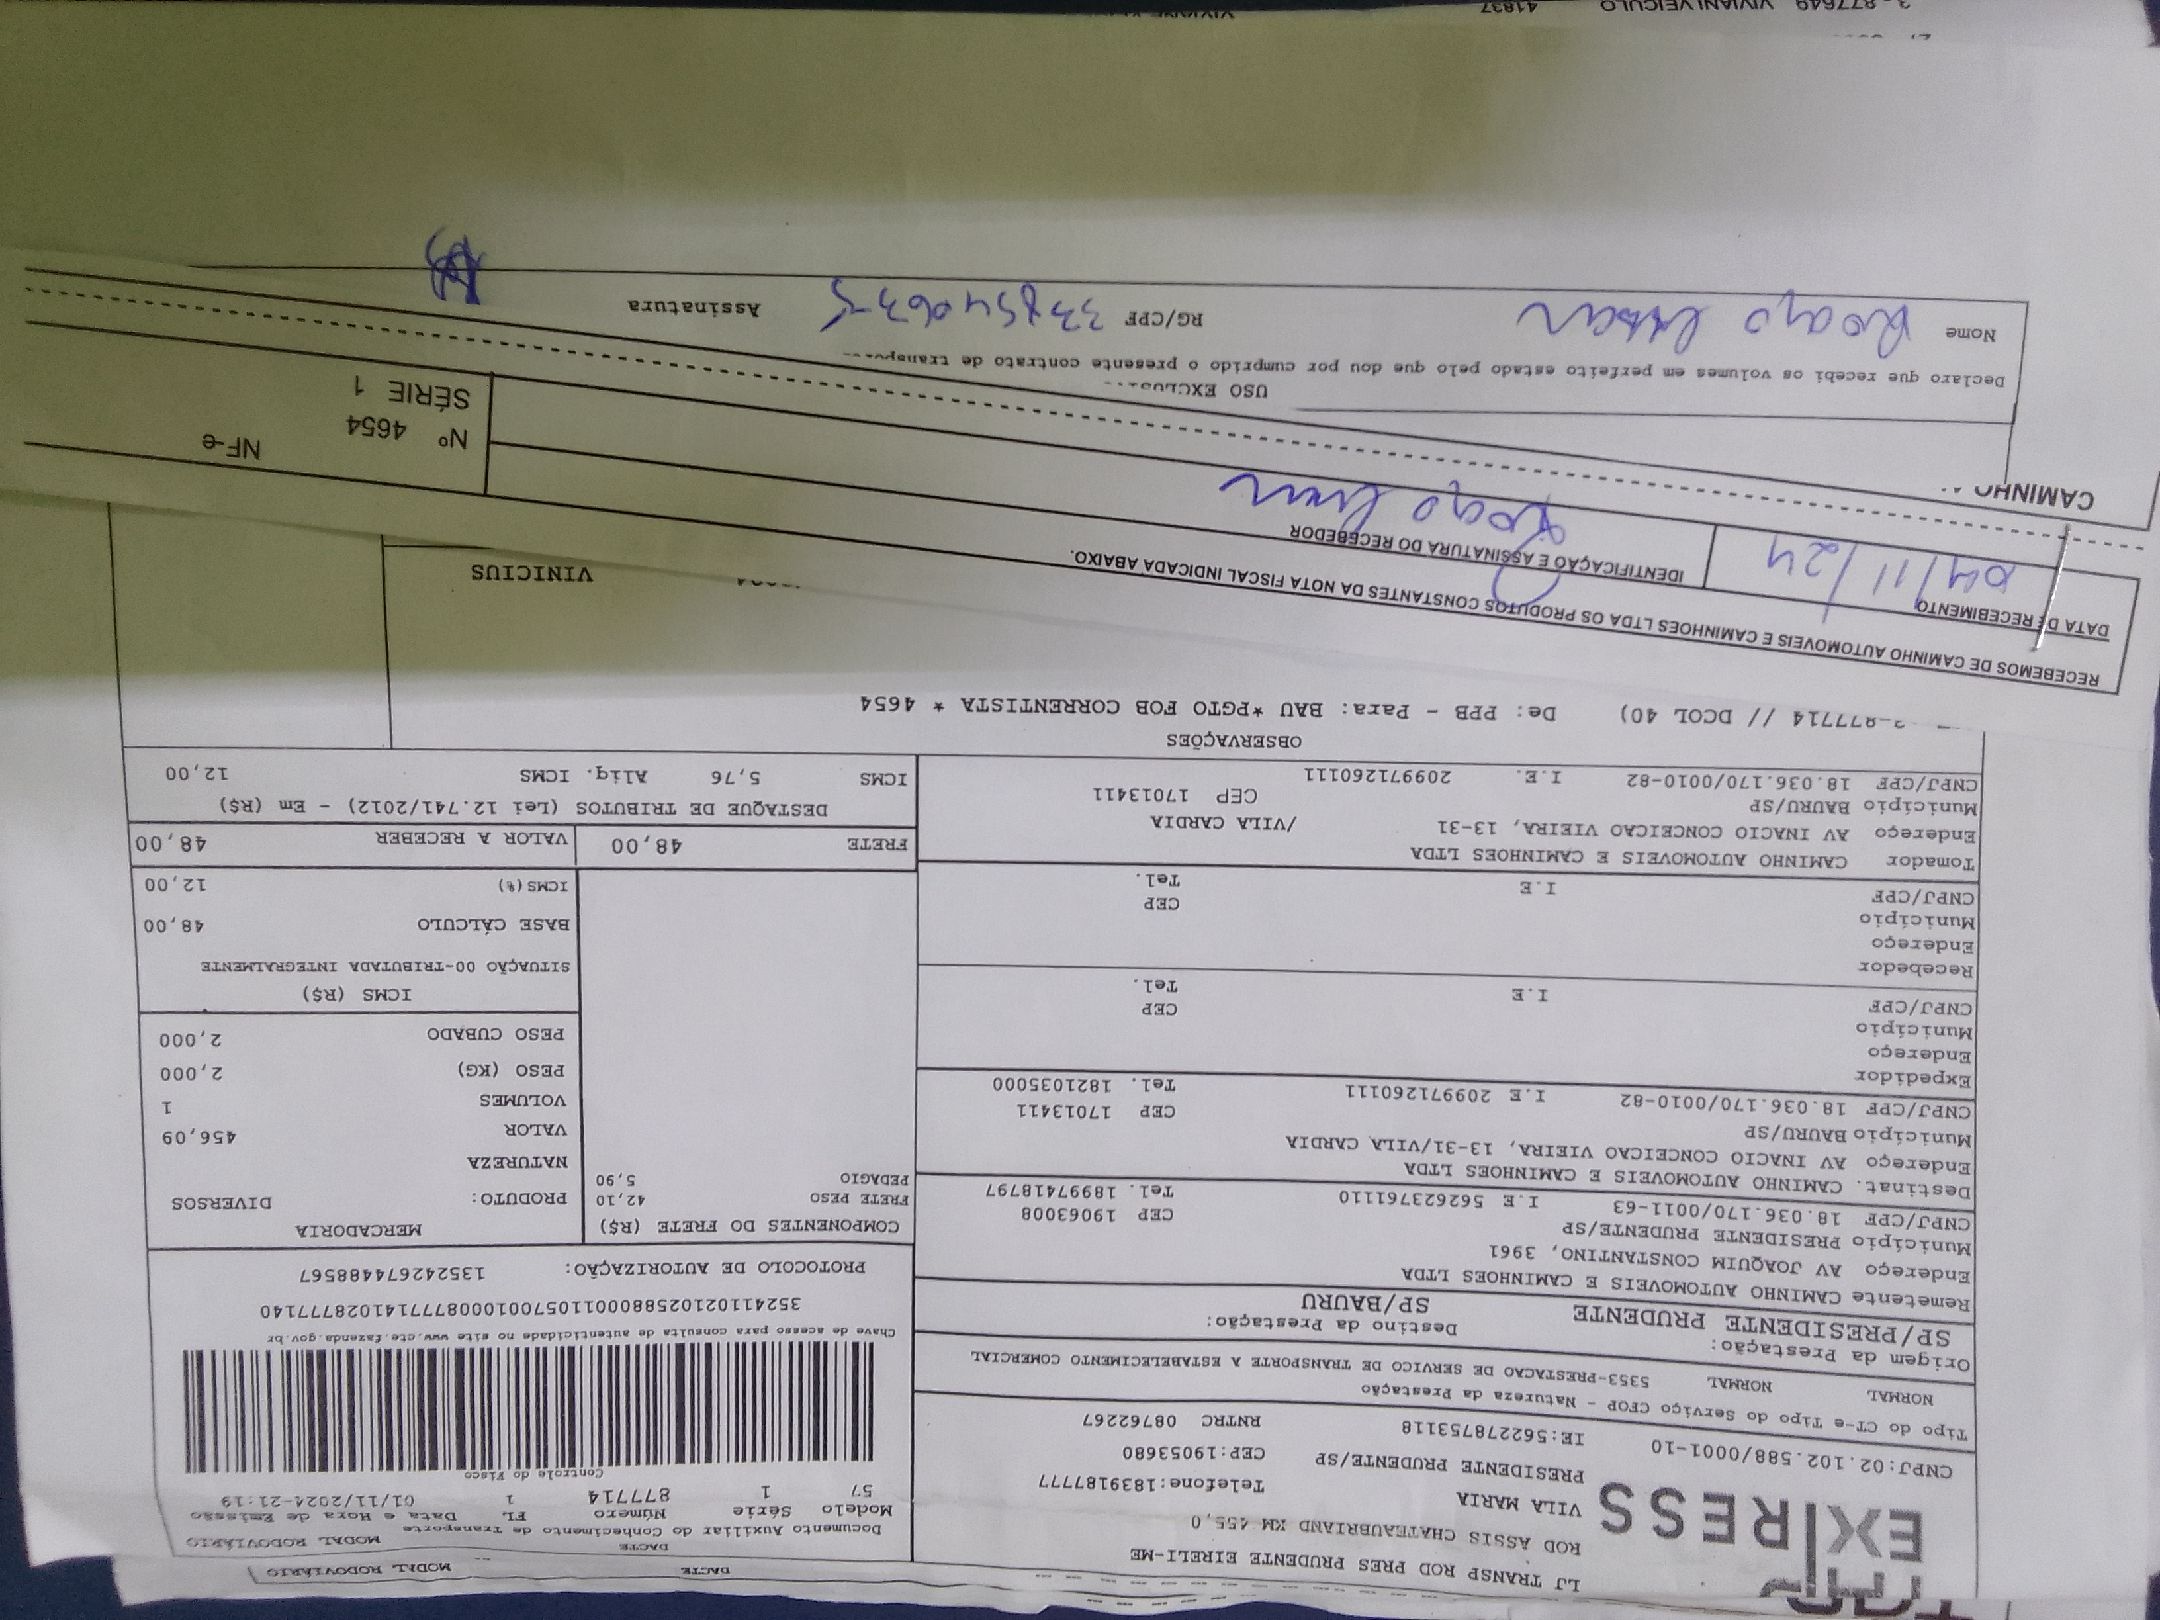 DACTE MODAL RODOVIÁRIO
EXPRESS
LJ TRANSP ROD PRES PRUDENTE EIRELI-ME
ROD ASSIS CHATEAUBRIAND KM 455,0
VILA MARIA Telefone:1839187777
PRESIDENTE PRUDENTE/SP CEP:19053680
CNPJ:02.102.588/0001-10 IE:562278753118 RNTRC 08762267
DACTE MODAL RODOVIÁRIO
Documento Auxiliar do Conhecimento de Transporte
Modelo Série Número FL Data e Hora de Emissão
57 1 877714 1 01/11/2024-21:19
Controle do Fisco
Chave de acesso para consulta de autenticidade no site www.cte.fazenda.gov.br
PROTOCOLO DE AUTORIZAÇÃO: 135242674488567
Tipo do CT-e Tipo do Serviço CFOP - Natureza da Prestação
NORMAL NORMAL 5353-PRESTACAO DE SERVICO DE TRANSPORTE A ESTABELECIMENTO COMERCIAL
Origem da Prestação: Destino da Prestação:
SP/PRESIDENTE PRUDENTE SP/BAURU
Remetente CAMINHO AUTOMOVEIS E CAMINHOES LTDA
Endereço AV JOAQUIM CONSTANTINO, 3961
Município PRESIDENTE PRUDENTE/SP CEP 19063008
CNPJ/CPF 18.036.170/0011-63 I.E 562623761110 Tel. 18997418797
Destinat. CAMINHO AUTOMOVEIS E CAMINHOES LTDA
Endereço AV INACIO CONCEICAO VIEIRA, 13-31/VILA CARDIA
Município BAURU/SP CEP 17013411
CNPJ/CPF 18.036.170/0010-82 I.E 209971260111 Tel. 1821035000
Expedidor
Endereço
Município CEP
CNPJ/CPF I.E Tel.
Recebedor
Endereço
Município CEP
CNPJ/CPF I.E Tel.
Tomador CAMINHO AUTOMOVEIS E CAMINHOES LTDA
Endereço AV INACIO CONCEICAO VIEIRA, 13-31 /VILA CARDIA
Município BAURU/SP CEP 17013411
CNPJ/CPF 18.036.170/0010-82 I.E. 209971260111
COMPONENTES DO FRETE (R$)
FRETE PESO 42,10
PEDAGIO 5,90
MERCADORIA
PRODUTO: DIVERSOS
NATUREZA
VALOR 456,09
VOLUMES 1
PESO (KG) 2,000
PESO CUBADO 2,000
ICMS (R$)
SITUAÇÃO 00-TRIBUTADA INTEGRALMENTE
BASE CÁLCULO 48,00
ICMS(%) 12,00
FRETE 48,00 VALOR A RECEBER 48,00
DESTAQUE DE TRIBUTOS (Lei 12.741/2012) - Em (R$)
ICMS 5,76 Aliq. ICMS 12,00
OBSERVAÇÕES
877714 // DCOL 40) De: PPB - Para: BAU *PGTO FOB CORRENTISTA * 4654
VINICIUS
RECEBEMOS DE CAMINHO AUTOMOVEIS E CAMINHOES LTDA OS PRODUTOS CONSTANTES DA NOTA FISCAL INDICADA ABAIXO.
DATA DE RECEBIMENTO IDENTIFICAÇÃO E ASSINATURA DO RECEBEDOR
04/11/24
NF-e
Nº 4654
SÉRIE 1
CAMINHO
USO
Declaro que recebi os volumes em perfeito estado pelo que dou por cumprido o presente contrato de
Nome RG/CPF Assinatura
877649 VIVIANI VEICULO 41837